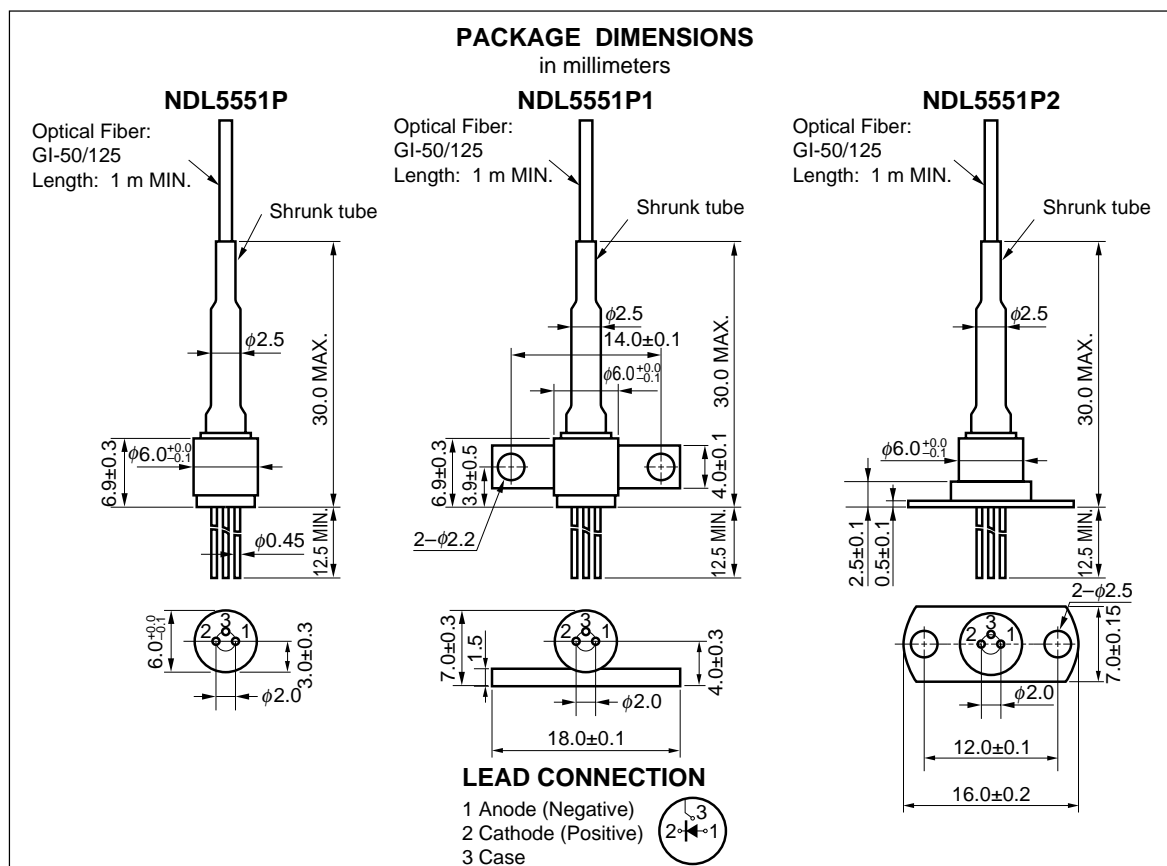 PACKAGE DIMENSIONS
in millimeters
NDL5551P
Optical Fiber:
GI-50/125
Length: 1 m MIN.
Shrunk tube
φ2.5
30.0 MAX.
6.9±0.3
φ6.0 +0.0 −0.1
φ0.45
12.5 MIN.
6.0 +0.0 −0.1
2
3
1
3.0±0.3
φ2.0
NDL5551P1
Optical Fiber:
GI-50/125
Length: 1 m MIN.
Shrunk tube
φ2.5
14.0±0.1
φ6.0 +0.0 −0.1
30.0 MAX.
6.9±0.3
3.9±0.5
4.0±0.1
2–φ2.2
12.5 MIN.
7.0±0.3
1.5
2
3
1
4.0±0.3
φ2.0
18.0±0.1
NDL5551P2
Optical Fiber:
GI-50/125
Length: 1 m MIN.
Shrunk tube
φ2.5
30.0 MAX.
φ6.0 +0.0 −0.1
2.5±0.1
0.5±0.1
12.5 MIN.
2–φ2.5
2
3
1
7.0±0.15
φ2.0
12.0±0.1
16.0±0.2
LEAD CONNECTION
1 Anode (Negative)
2 Cathode (Positive)
3 Case
3
2
1